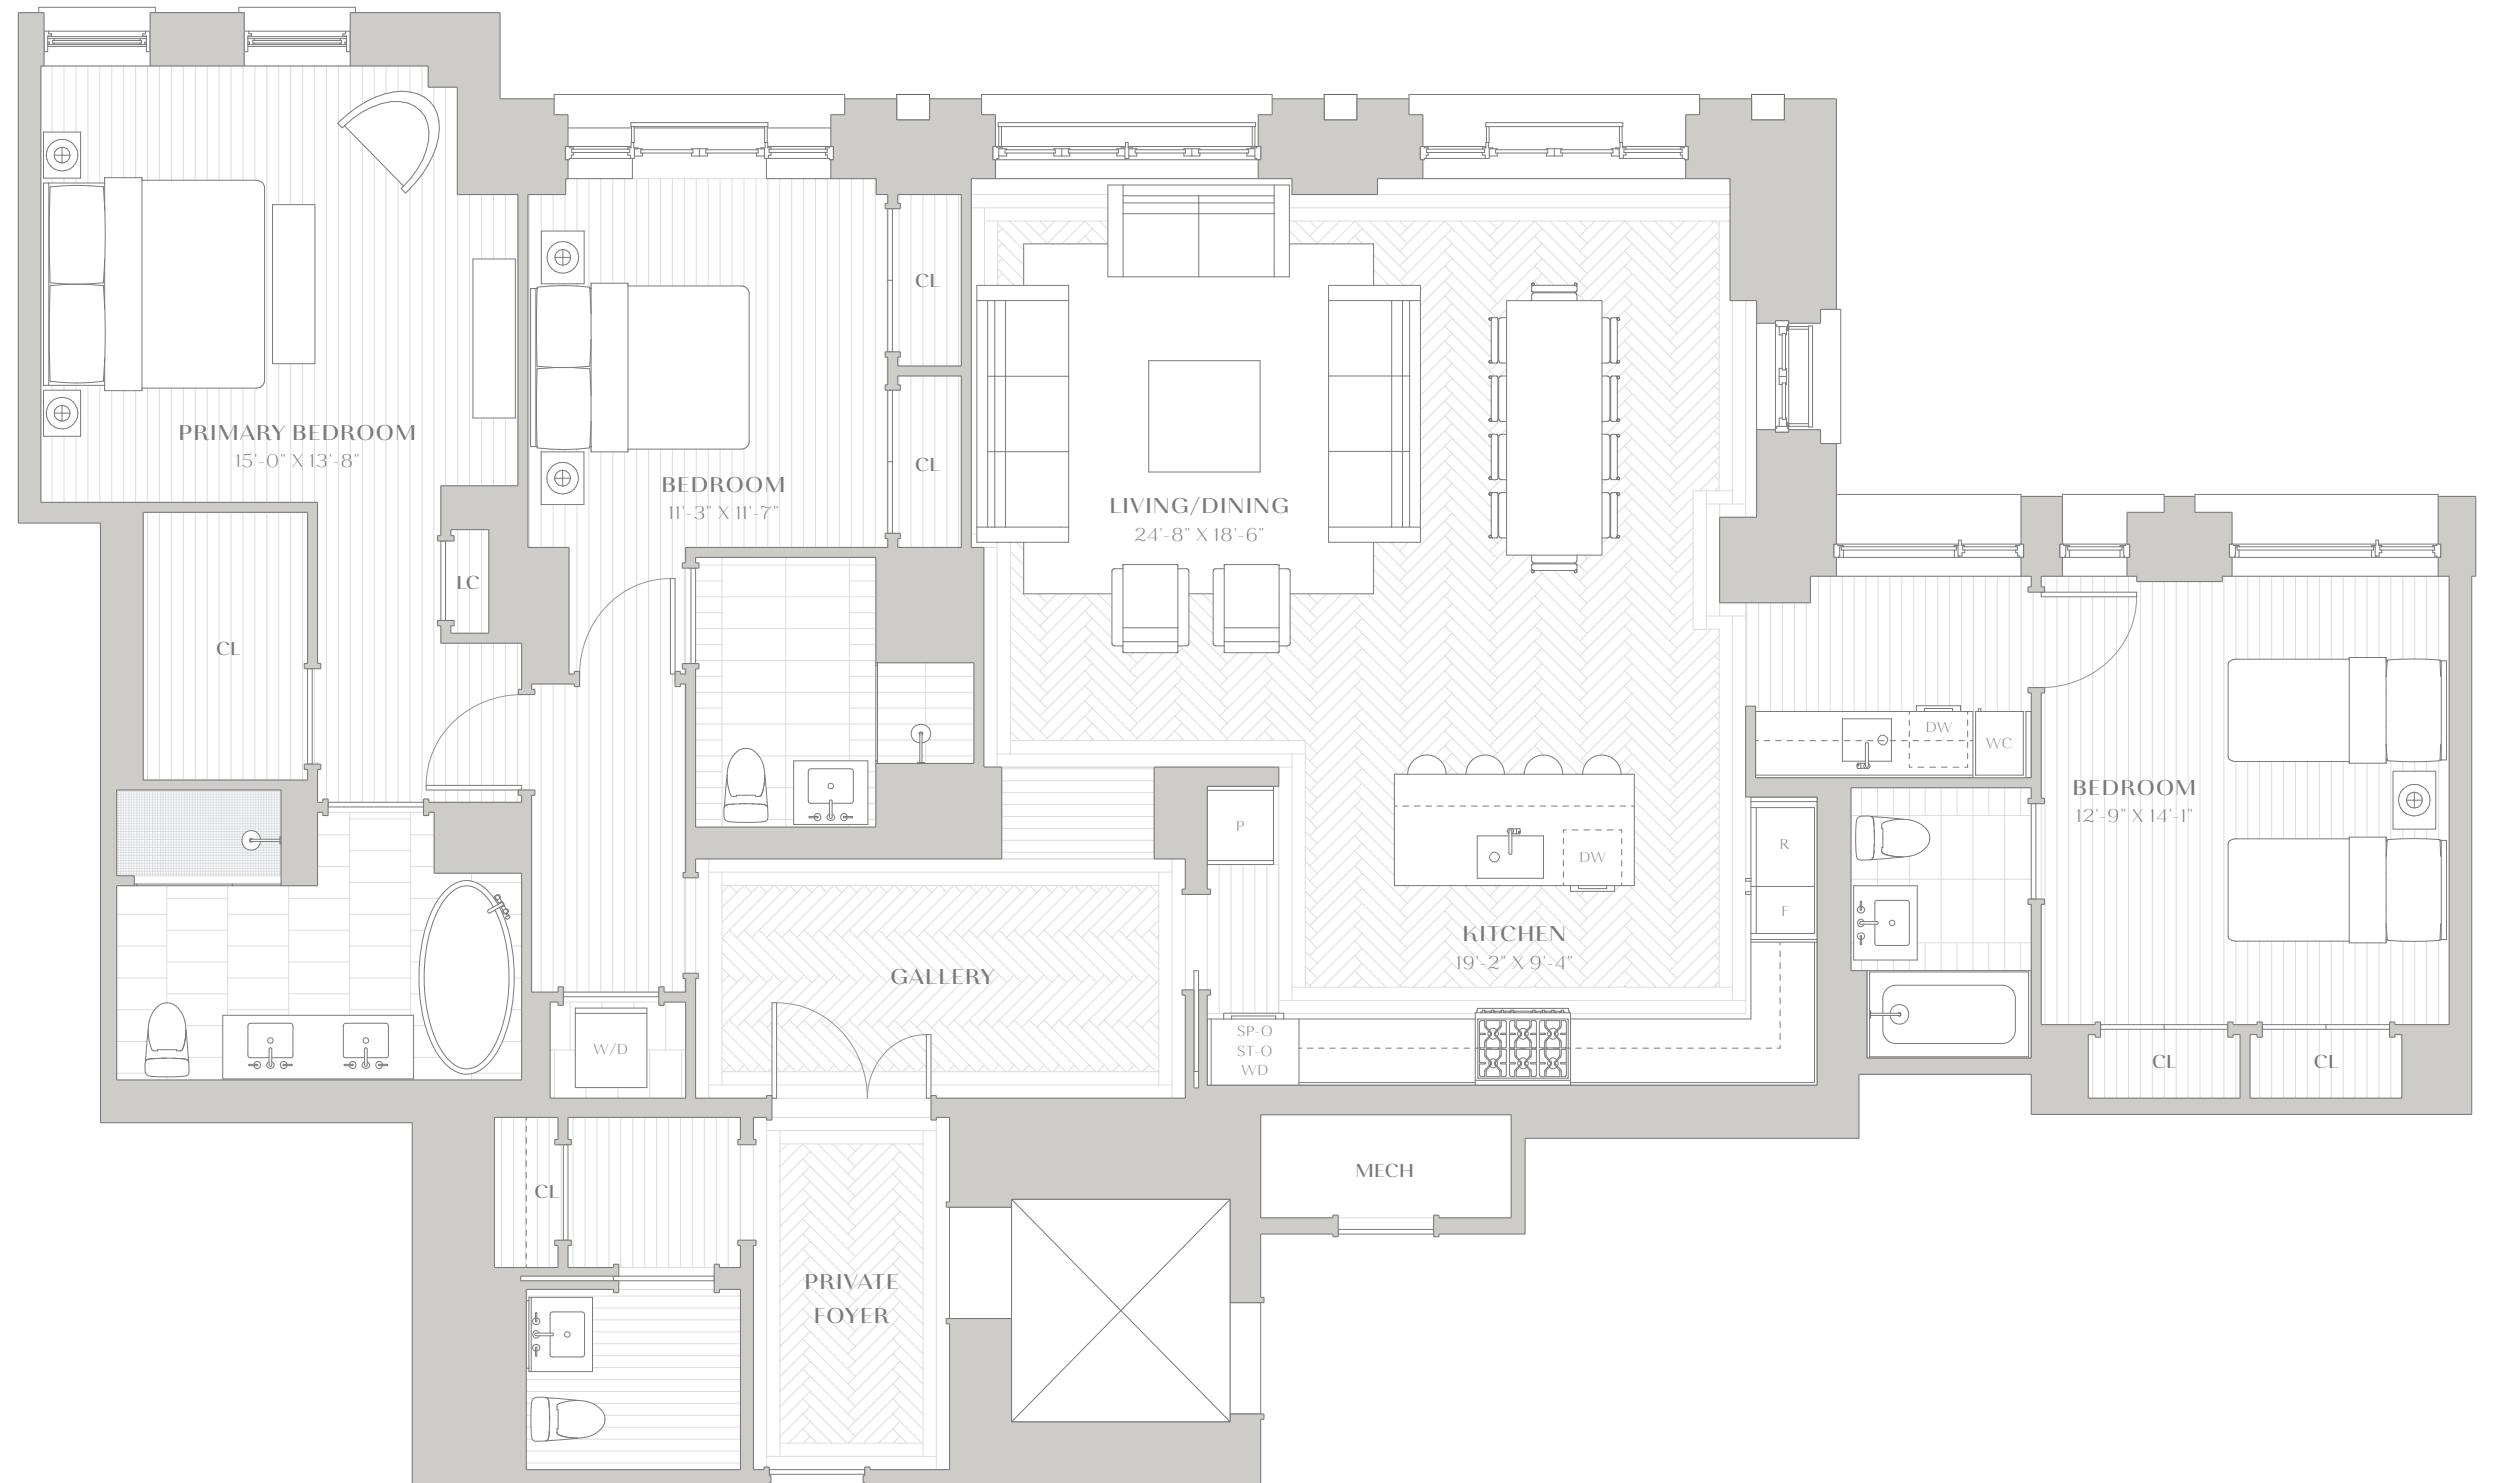 PRIMARY BEDROOM
15'-0" X 13'-8"
BEDROOM
11'-3" X 11'-7"
CL
CL
LIVING/DINING
24'-8" X 18'-6"
LC
CL
DW
WC
BEDROOM
12'-9" X 14'-1"
P
DW
R
F
KITCHEN
19'-2" X 9'-4"
GALLERY
W/D
SP-O
ST-O
WD
CL
CL
MECH
CL
PRIVATE
FOYER